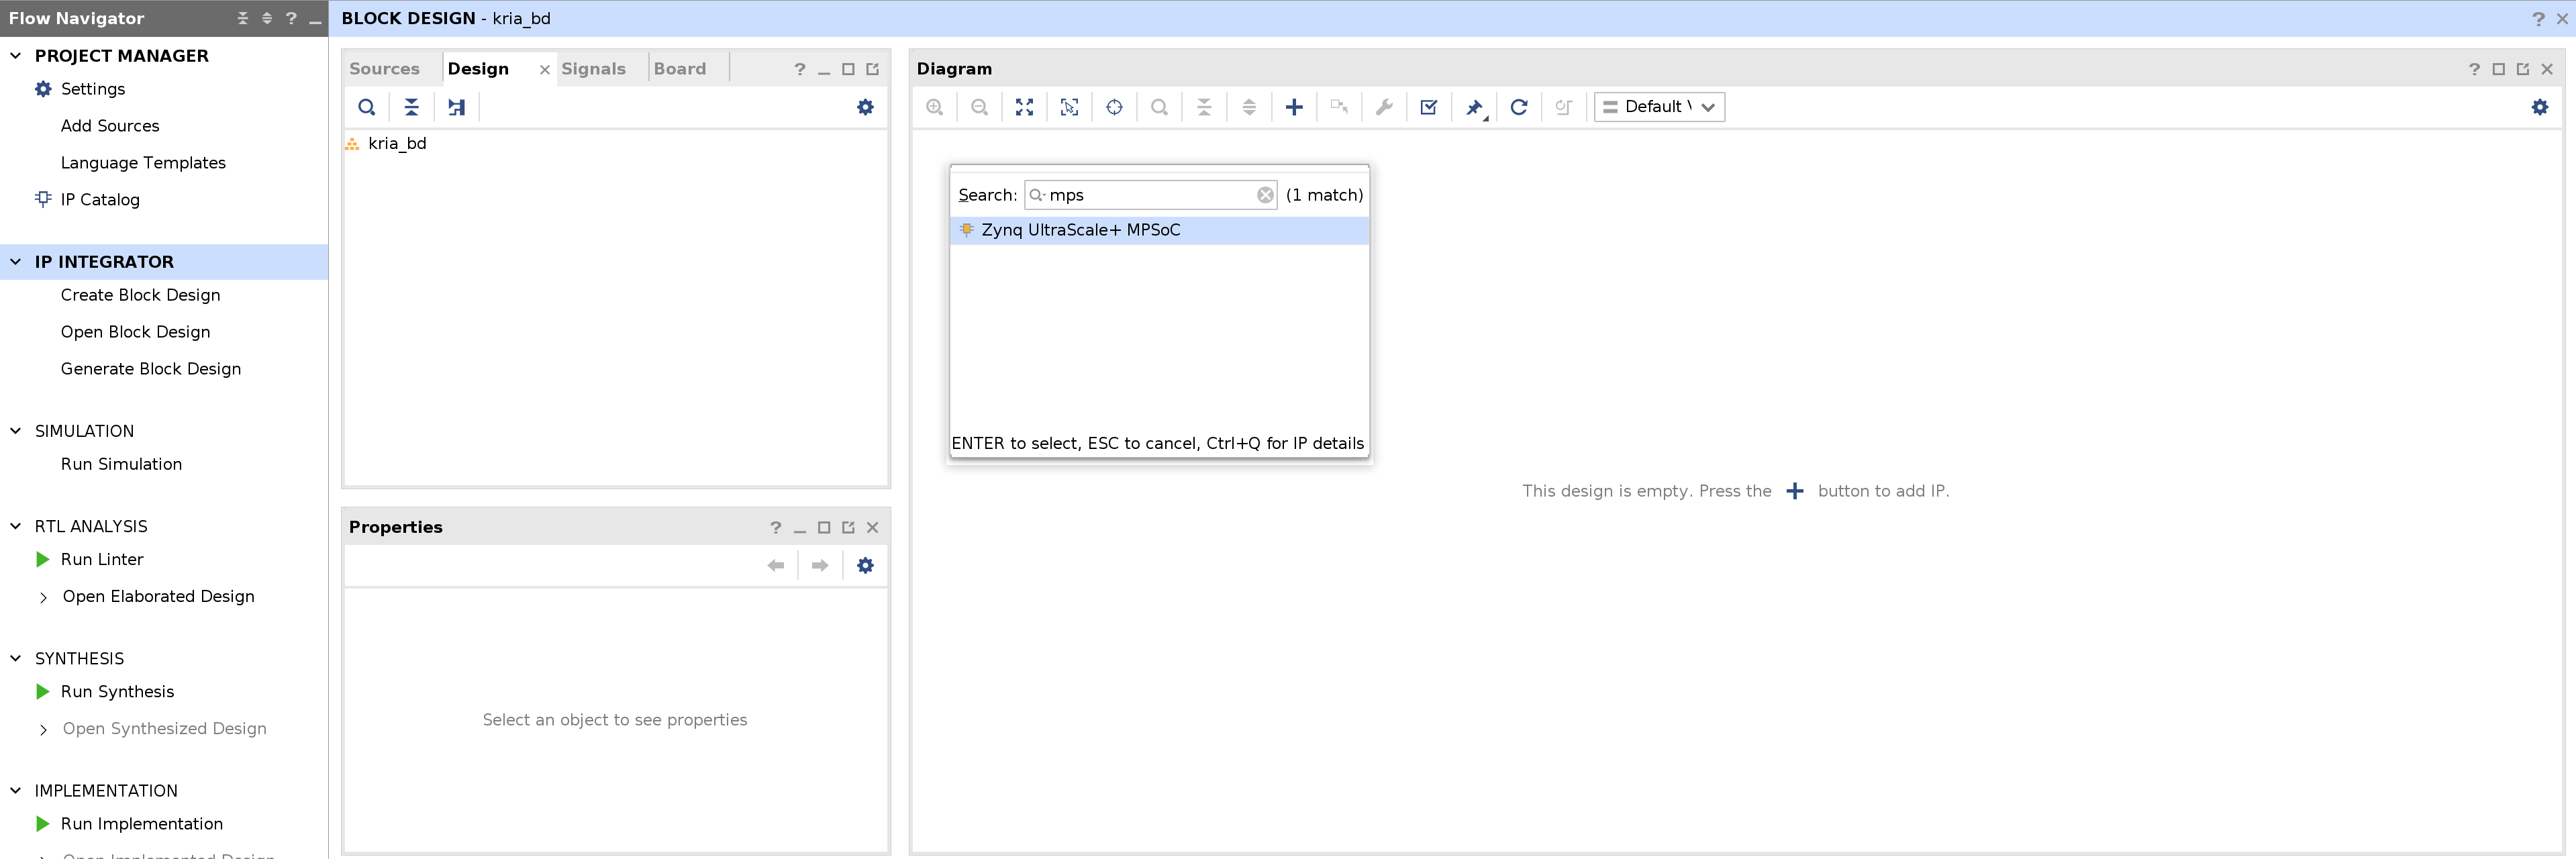 Flow Navigator
?
PROJECT MANAGER
Settings
Add Sources
Language Templates
IP Catalog
IP INTEGRATOR
Create Block Design
Open Block Design
Generate Block Design
SIMULATION
Run Simulation
RTL ANALYSIS
Run Linter
Open Elaborated Design
SYNTHESIS
Run Synthesis
Open Synthesized Design
IMPLEMENTATION
Run Implementation
Open Implemented Design
BLOCK DESIGN - kria_bd
?
Sources Design Signals Board ?
kria_bd
Properties ?
Select an object to see properties
Diagram ?
Default V
Search: mps (1 match)
Zynq UltraScale+ MPSoC
ENTER to select, ESC to cancel, Ctrl+Q for IP details
This design is empty. Press the + button to add IP.